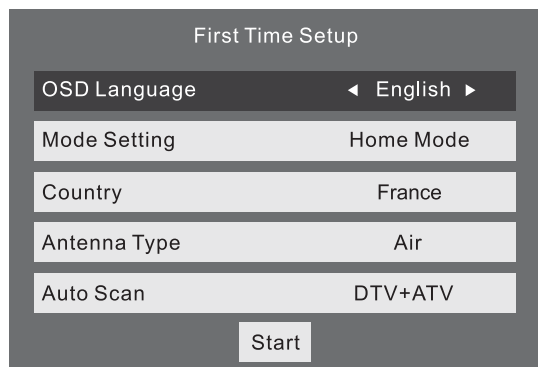 First Time Setup
OSD Language ◄ English ►
Mode Setting Home Mode
Country France
Antenna Type Air
Auto Scan DTV+ATV
Start